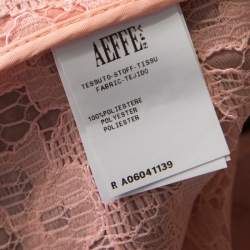 AEFFE
TESSUTO-STOFF-TISSU
FABRIC-TEJIDO
100%POLIESTERE
POLYESTER
POLIESTER
R A06041139